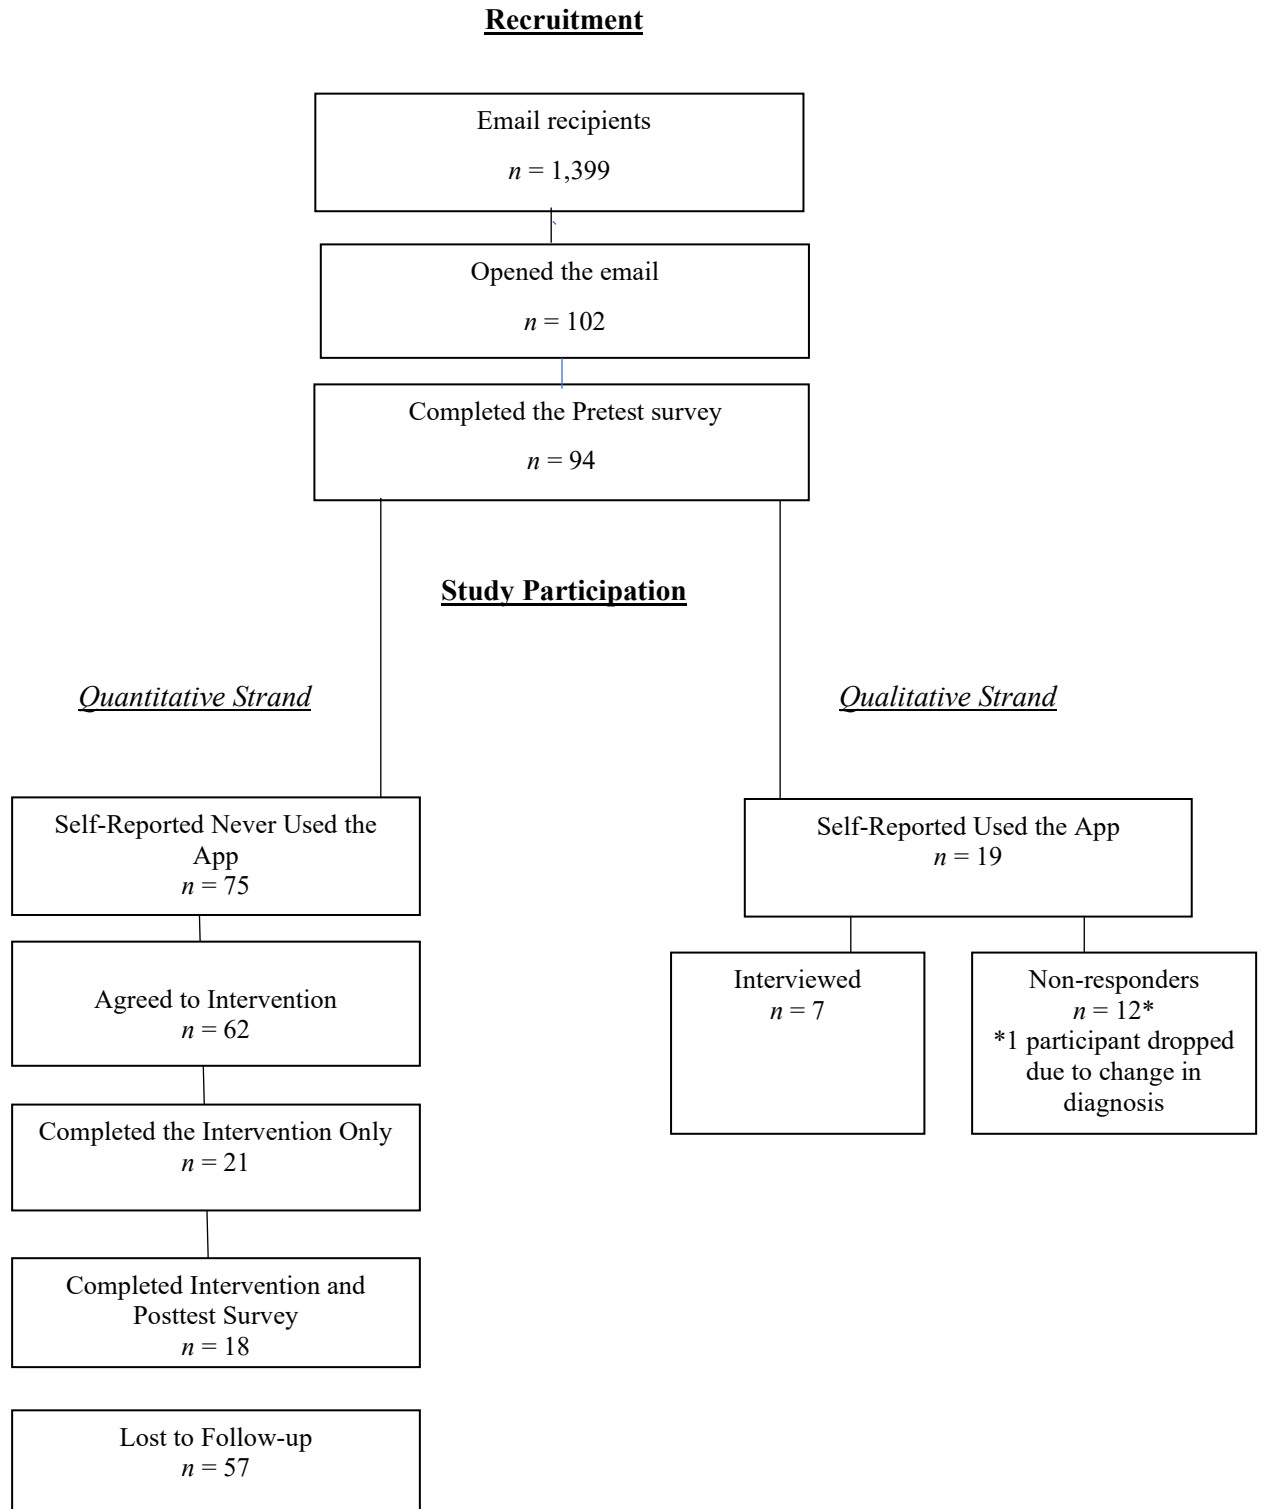 Recruitment
Email recipients
n = 1,399
Opened the email
n = 102
Completed the Pretest survey
n = 94
Study Participation
Quantitative Strand
Qualitative Strand
Self-Reported Never Used the
App
n = 75
Self-Reported Used the App
n = 19
Agreed to Intervention
n = 62
Interviewed
n = 7
Non-responders
n = 12*
*1 participant dropped
due to change in
diagnosis
Completed the Intervention Only
n = 21
Completed Intervention and
Posttest Survey
n = 18
Lost to Follow-up
n = 57